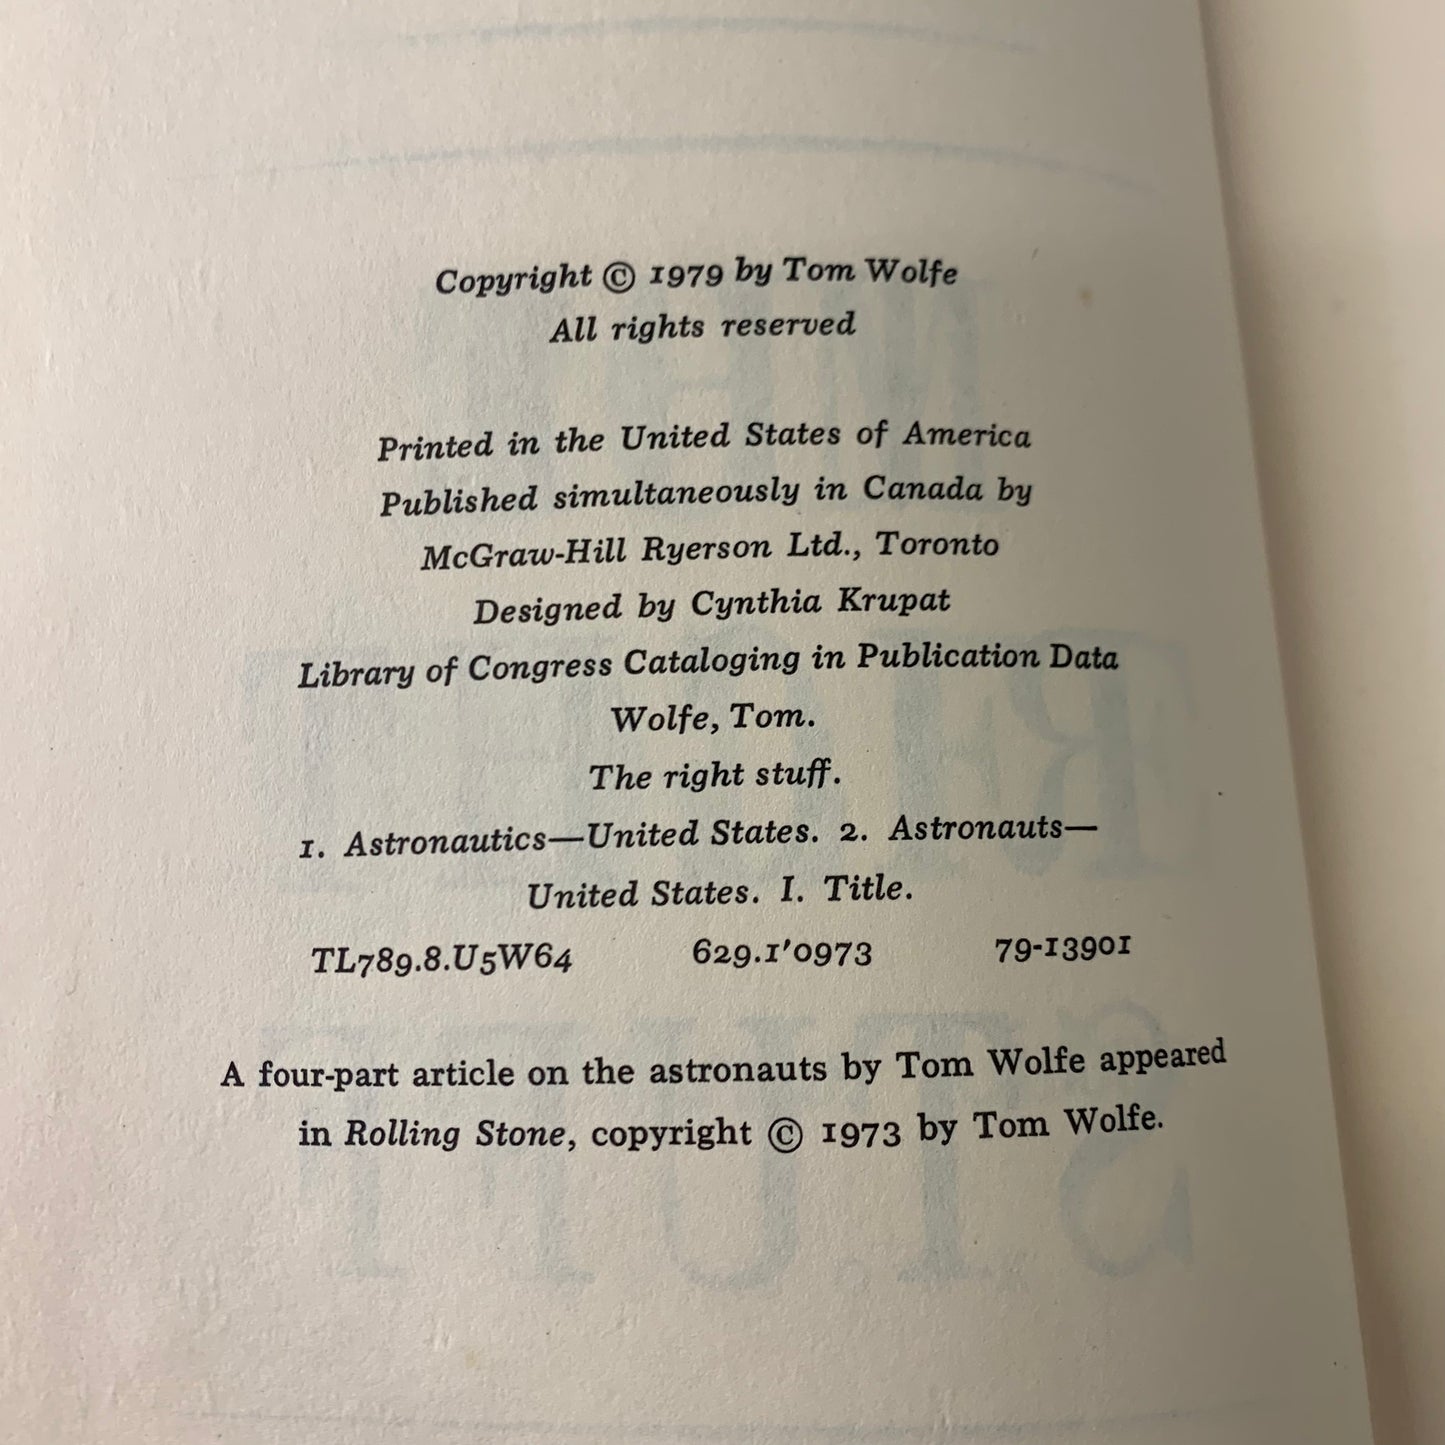 Copyright © 1979 by Tom Wolfe
All rights reserved
Printed in the United States of America
Published simultaneously in Canada by
McGraw-Hill Ryerson Ltd., Toronto
Designed by Cynthia Krupat
Library of Congress Cataloging in Publication Data
Wolfe, Tom.
The right stuff.
1. Astronautics—United States. 2. Astronauts—
United States. I. Title.
TL789.8.U5W64 629.1'0973 79-13901
A four-part article on the astronauts by Tom Wolfe appeared
in Rolling Stone, copyright © 1973 by Tom Wolfe.